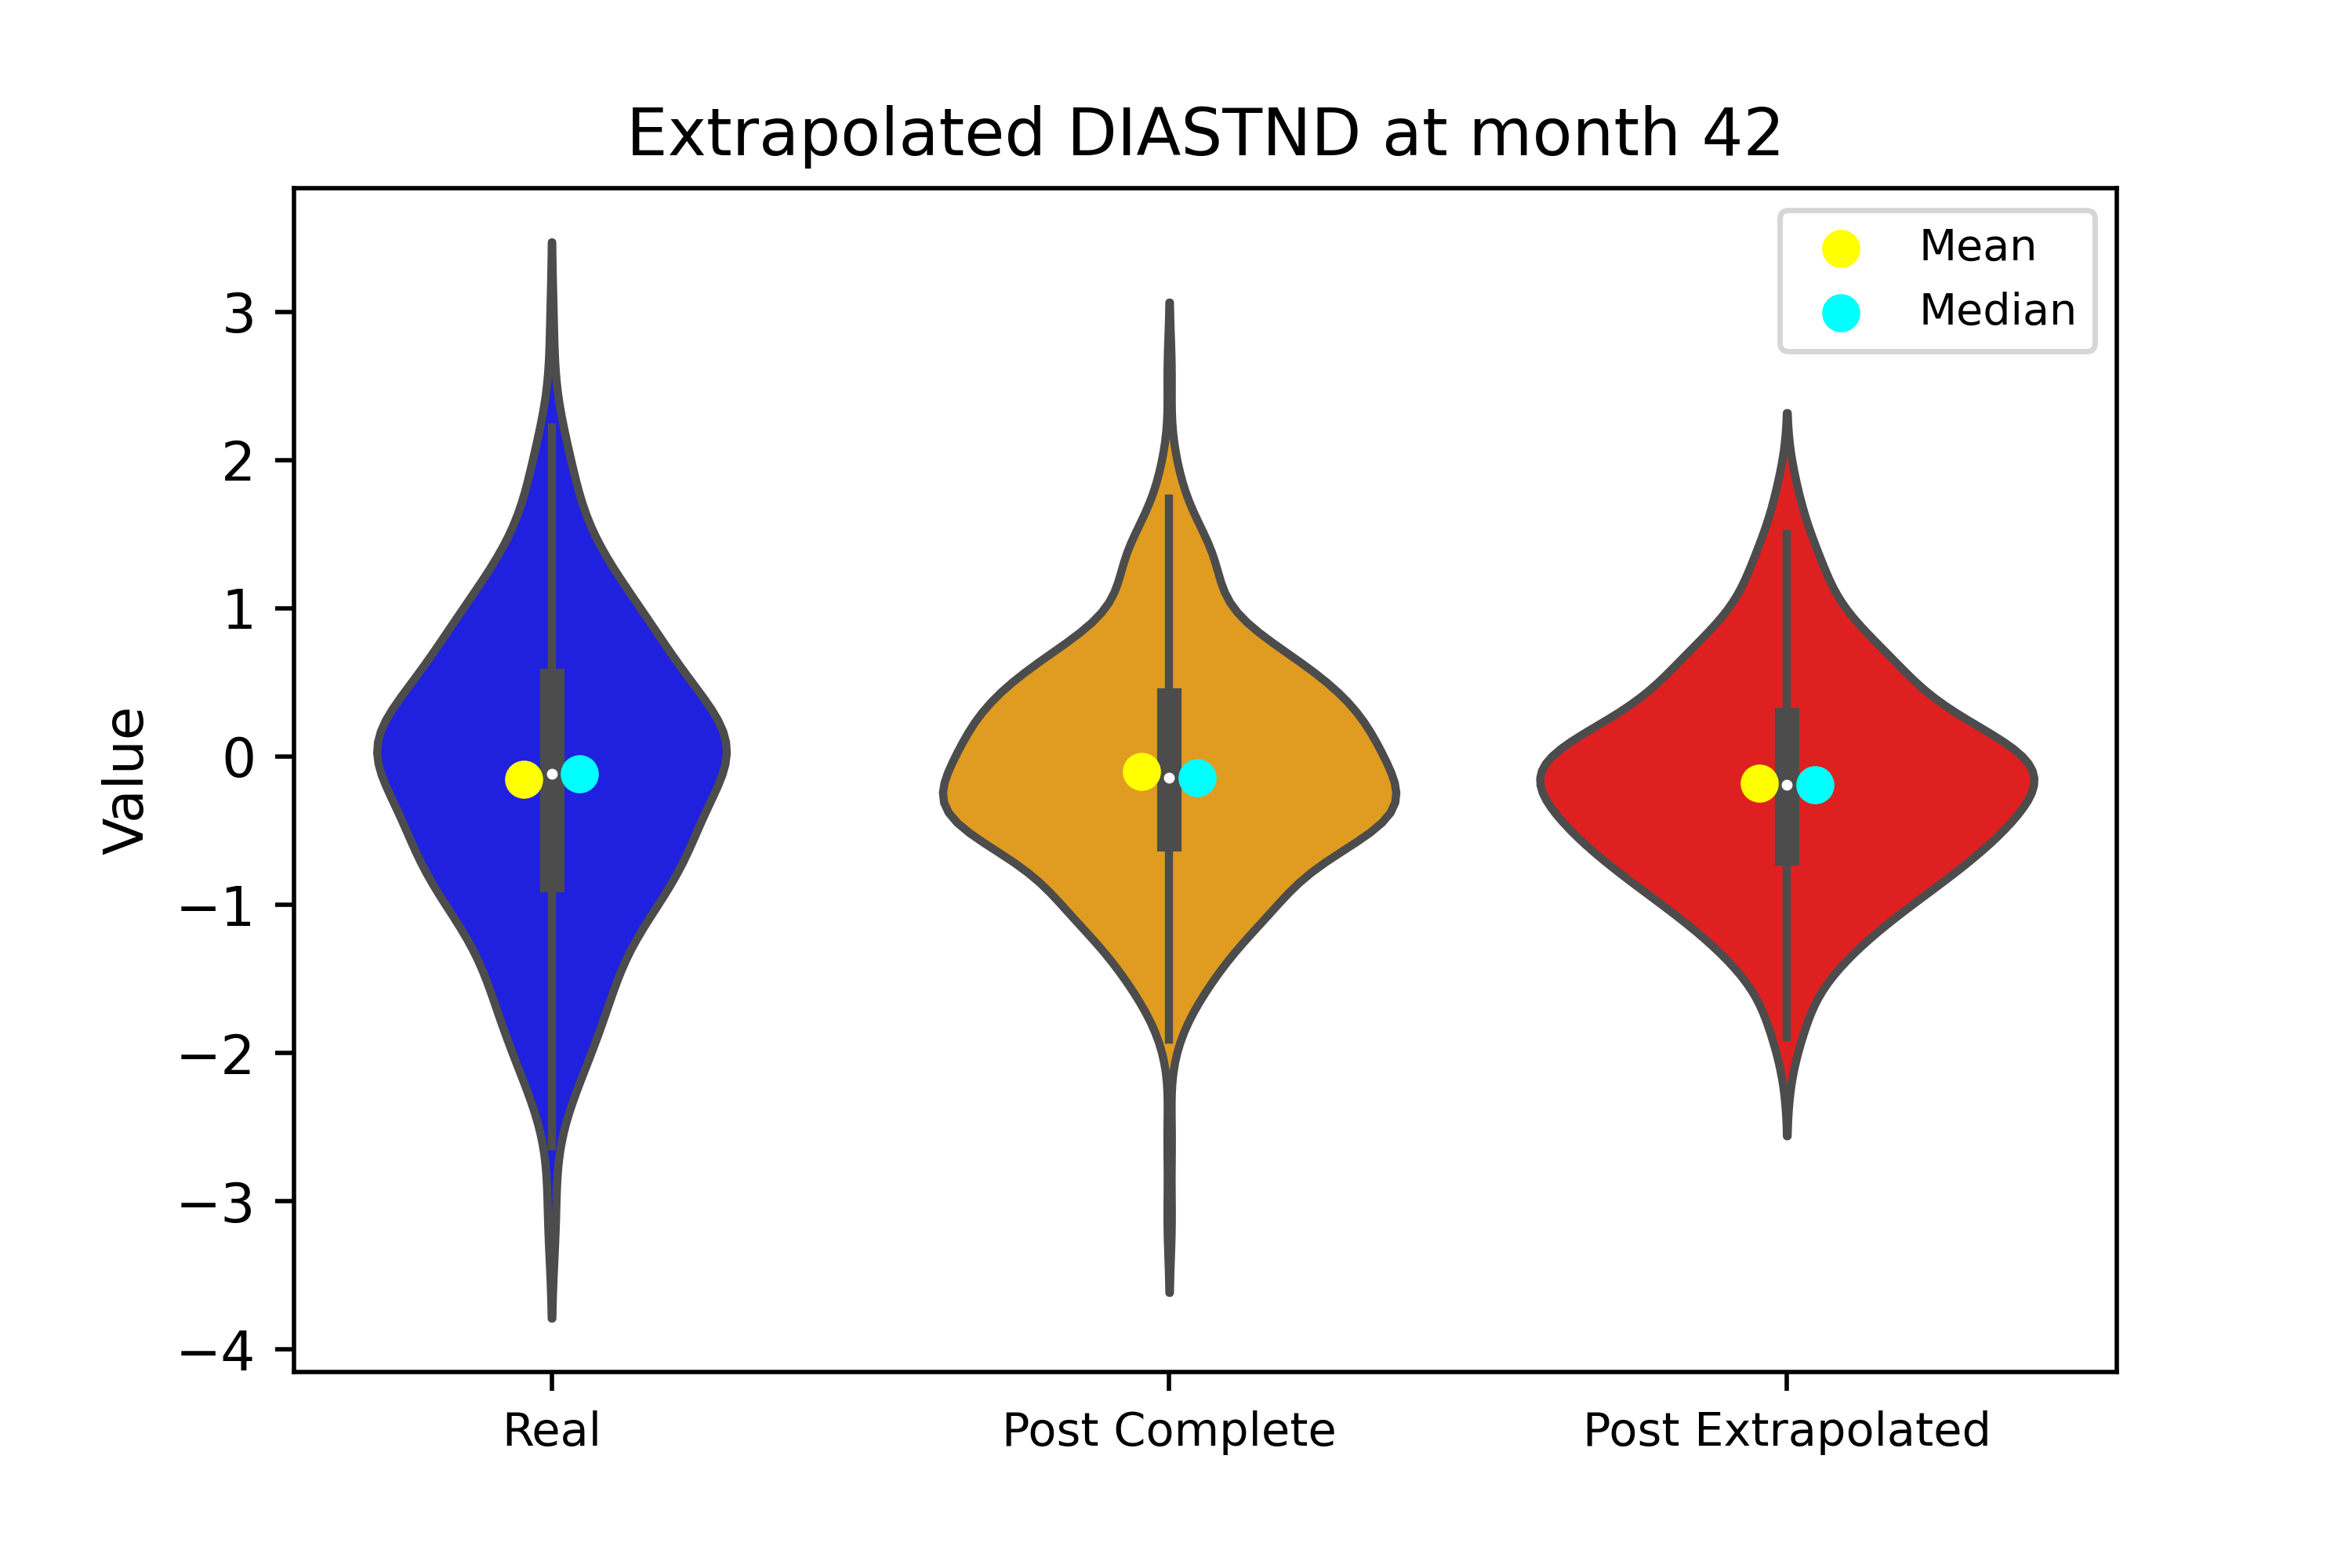 Extrapolated DIASTND at month 42
Mean
Median
Value
3
2
1
0
−1
−2
−3
−4
Real
Post Complete
Post Extrapolated